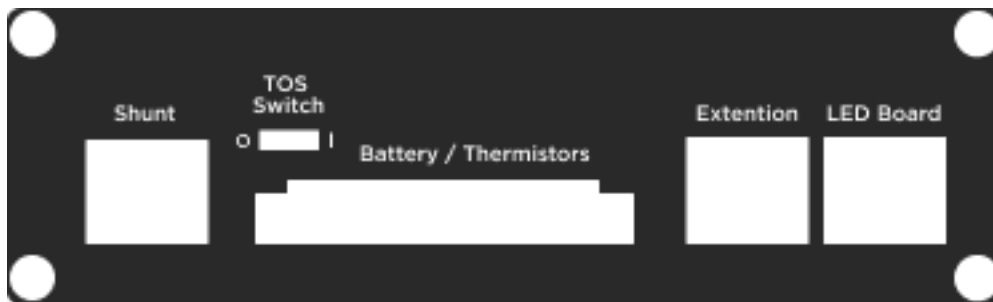 TOS
Switch
Shunt
Extention
LED Board
O I
Battery / Thermistors